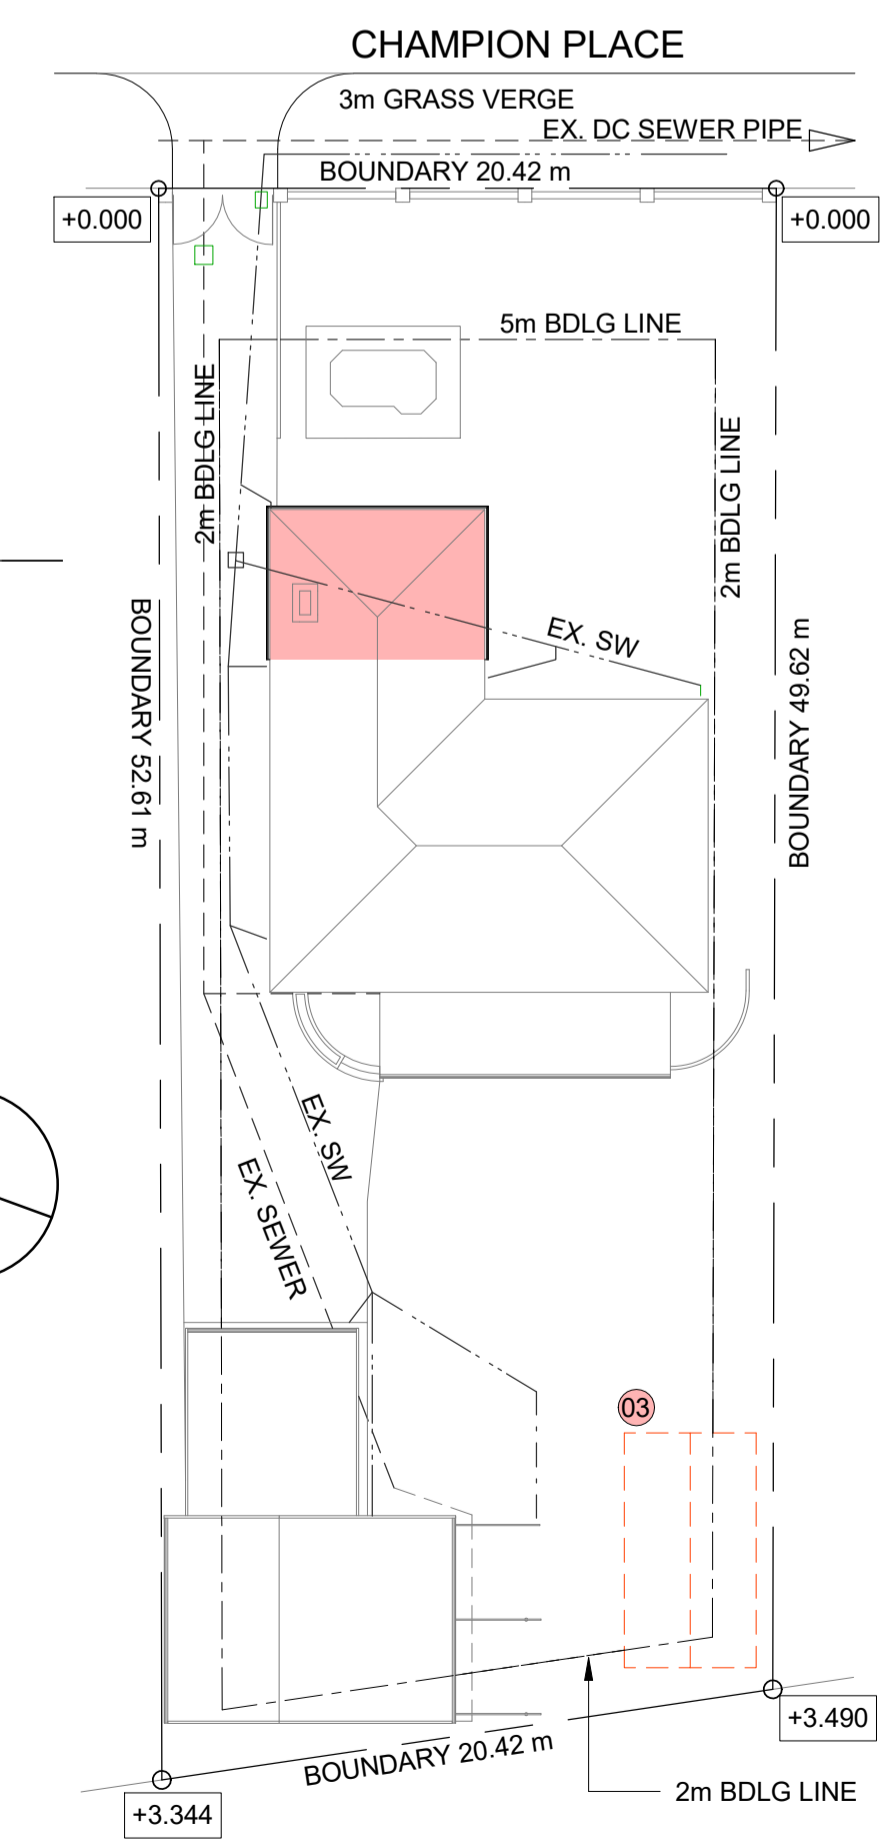 CHAMPION PLACE
3m GRASS VERGE
EX. DC SEWER PIPE
BOUNDARY 20.42 m
+0.000
+0.000
5m BDLG LINE
2m BDLG LINE
2m BDLG LINE
EX. SW
BOUNDARY 52.61 m
BOUNDARY 49.62 m
EX. SW
EX. SEWER
03
+3.490
BOUNDARY 20.42 m
2m BDLG LINE
+3.344